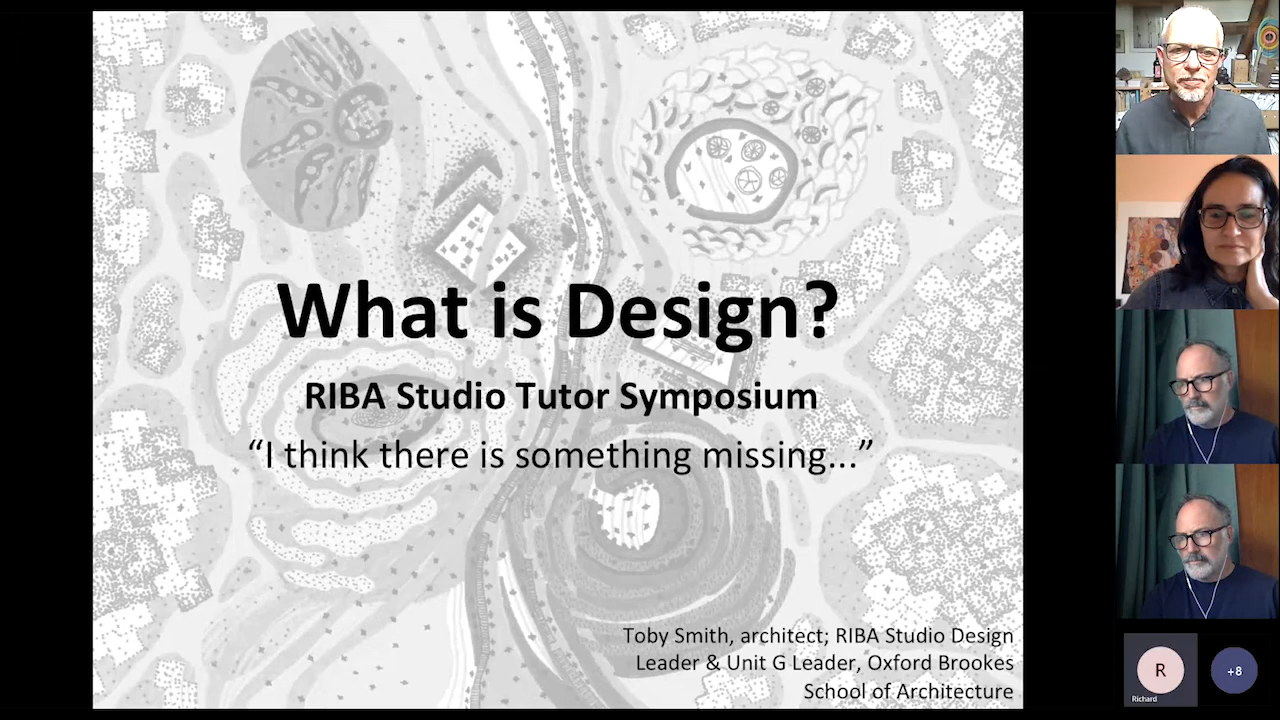 What is Design?
RIBA Studio Tutor Symposium
“I think there is something missing...”
Toby Smith, architect; RIBA Studio Design
Leader & Unit G Leader, Oxford Brookes
School of Architecture
R
Richard
+8